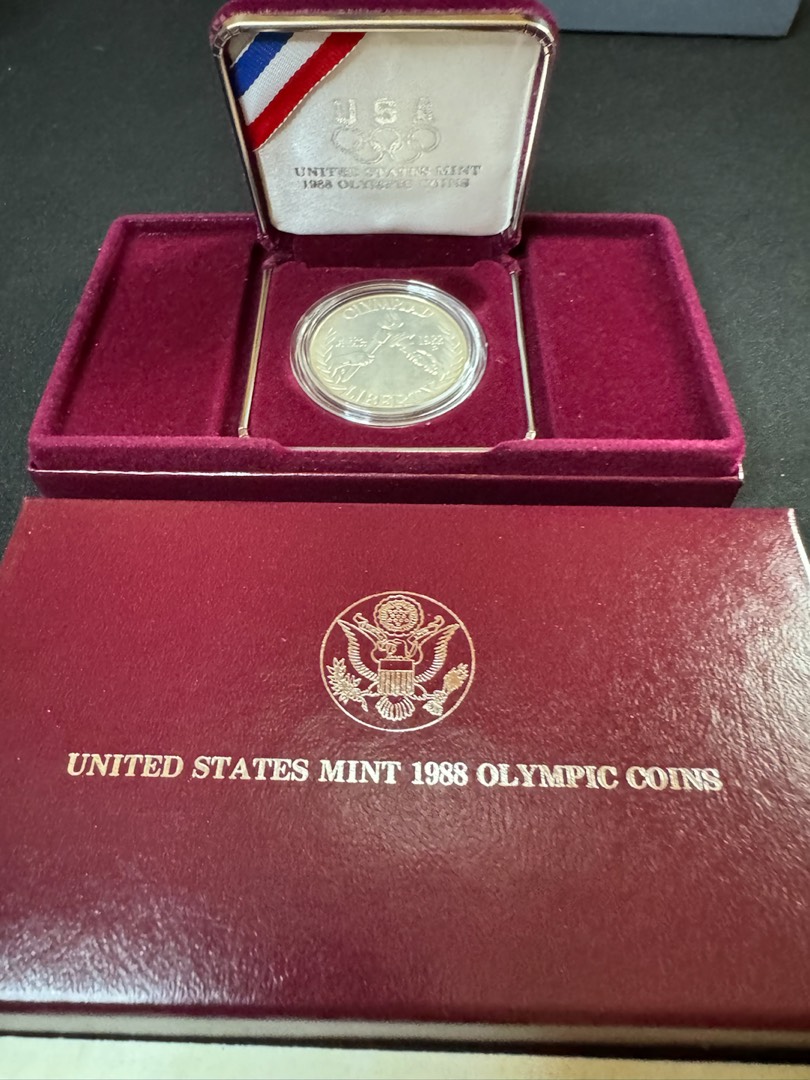 USA
UNITED STATES MINT
1988 OLYMPIC COINS
OLYMPIAD
LIBERTY
UNITED STATES MINT 1988 OLYMPIC COINS